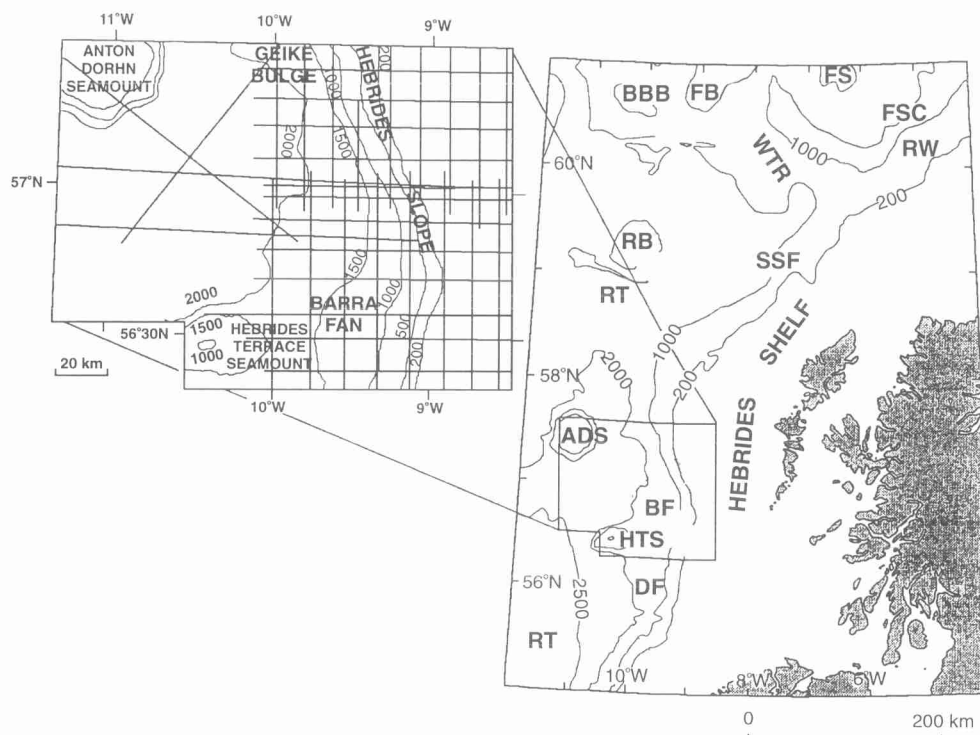 11°W
10°W
9°W
ANTON
DORHN
SEAMOUNT
GEIKE
BULGE
HEBRIDES
SLOPE
200
1000
1500
2000
57°N
1500
2000
BARRA
FAN
1000
500
200
56°30N
1500
1000
HEBRIDES
TERRACE
SEAMOUNT
20 km
10°W
9°W
BBB
FB
FS
FSC
1000
RW
60°N
WTR
200
RB
SSF
RT
SHELF
1000
58°N
2000
200
HEBRIDES
ADS
BF
HTS
56°N
2500
DF
RT
10°W
8°W
6°W
0
200 km